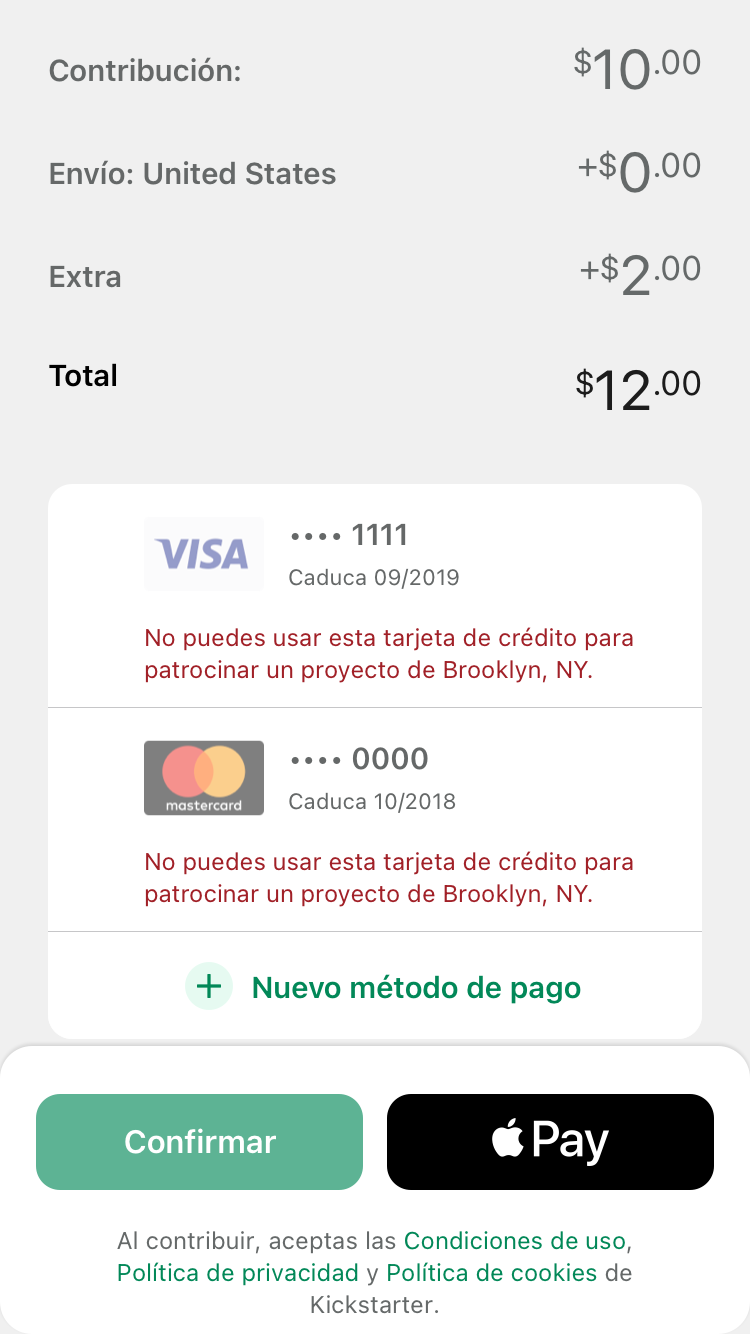 Contribución: $10.00
Envío: United States +$0.00
Extra +$2.00
Total $12.00
VISA •••• 1111
Caduca 09/2019
No puedes usar esta tarjeta de crédito para
patrocinar un proyecto de Brooklyn, NY.
•••• 0000
mastercard Caduca 10/2018
No puedes usar esta tarjeta de crédito para
patrocinar un proyecto de Brooklyn, NY.
+ Nuevo método de pago
Confirmar Pay
Al contribuir, aceptas las Condiciones de uso,
Política de privacidad y Política de cookies de
Kickstarter.